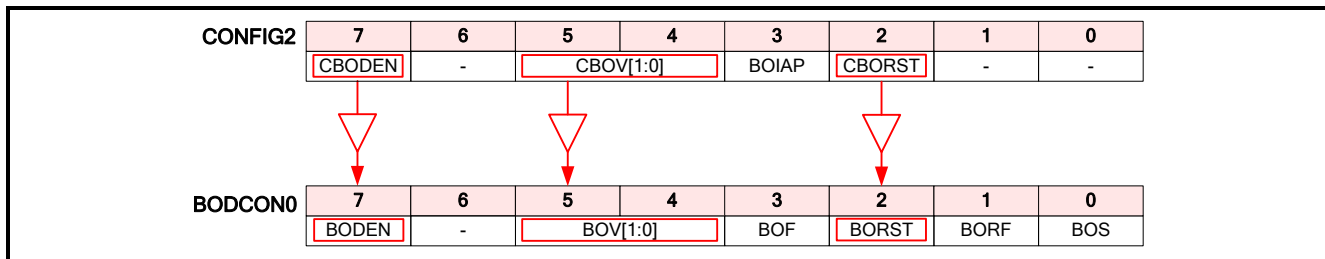 CONFIG2 7 6 5 4 3 2 1 0
CBODEN - CBOV[1:0] BOIAP CBORST - -
BODCON0 7 6 5 4 3 2 1 0
BODEN - BOV[1:0] BOF BORST BORF BOS